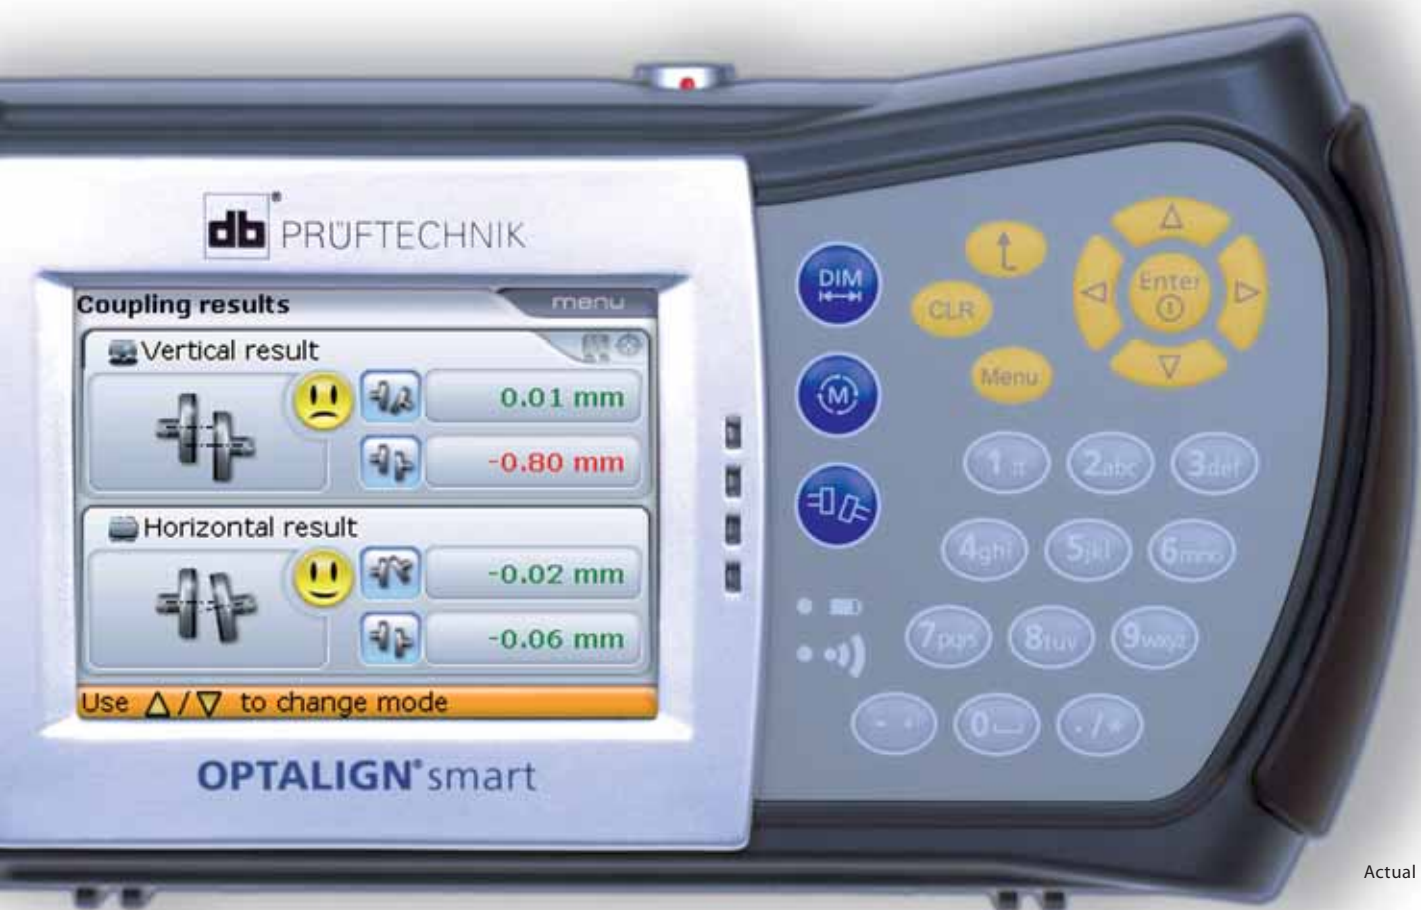 db® PRÜFTECHNIK
Coupling results
menu
Vertical result
0.01 mm
-0.80 mm
Horizontal result
-0.02 mm
-0.06 mm
Use △/▽ to change mode
OPTALIGN® smart
DIM
M
CLR
Menu
Enter
1
2abc
3def
4ghi
5jkl
6mno
7pqrs
8tuv
9wxyz
0
./*
Actual